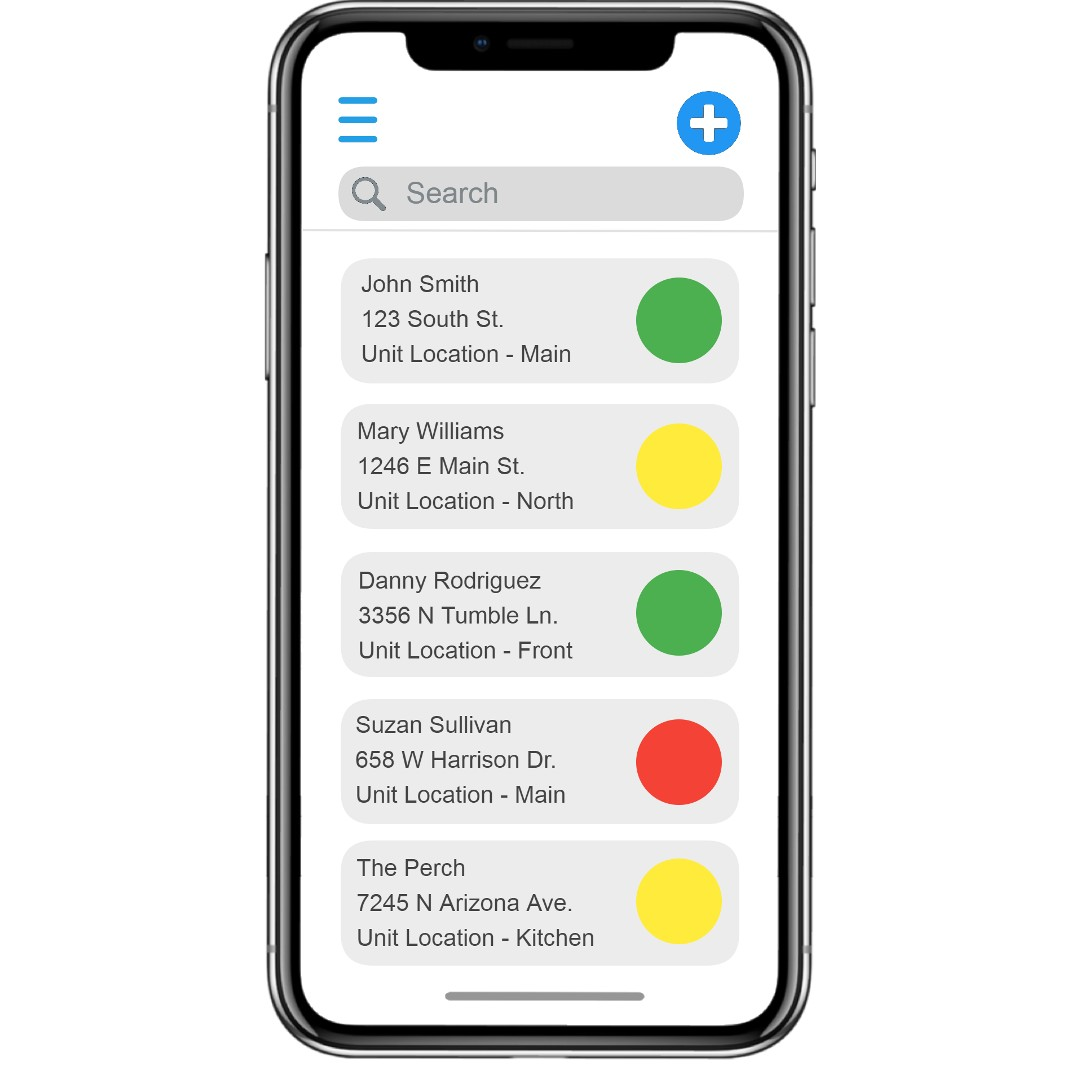 Search
John Smith
123 South St.
Unit Location - Main
Mary Williams
1246 E Main St.
Unit Location - North
Danny Rodriguez
3356 N Tumble Ln.
Unit Location - Front
Suzan Sullivan
658 W Harrison Dr.
Unit Location - Main
The Perch
7245 N Arizona Ave.
Unit Location - Kitchen